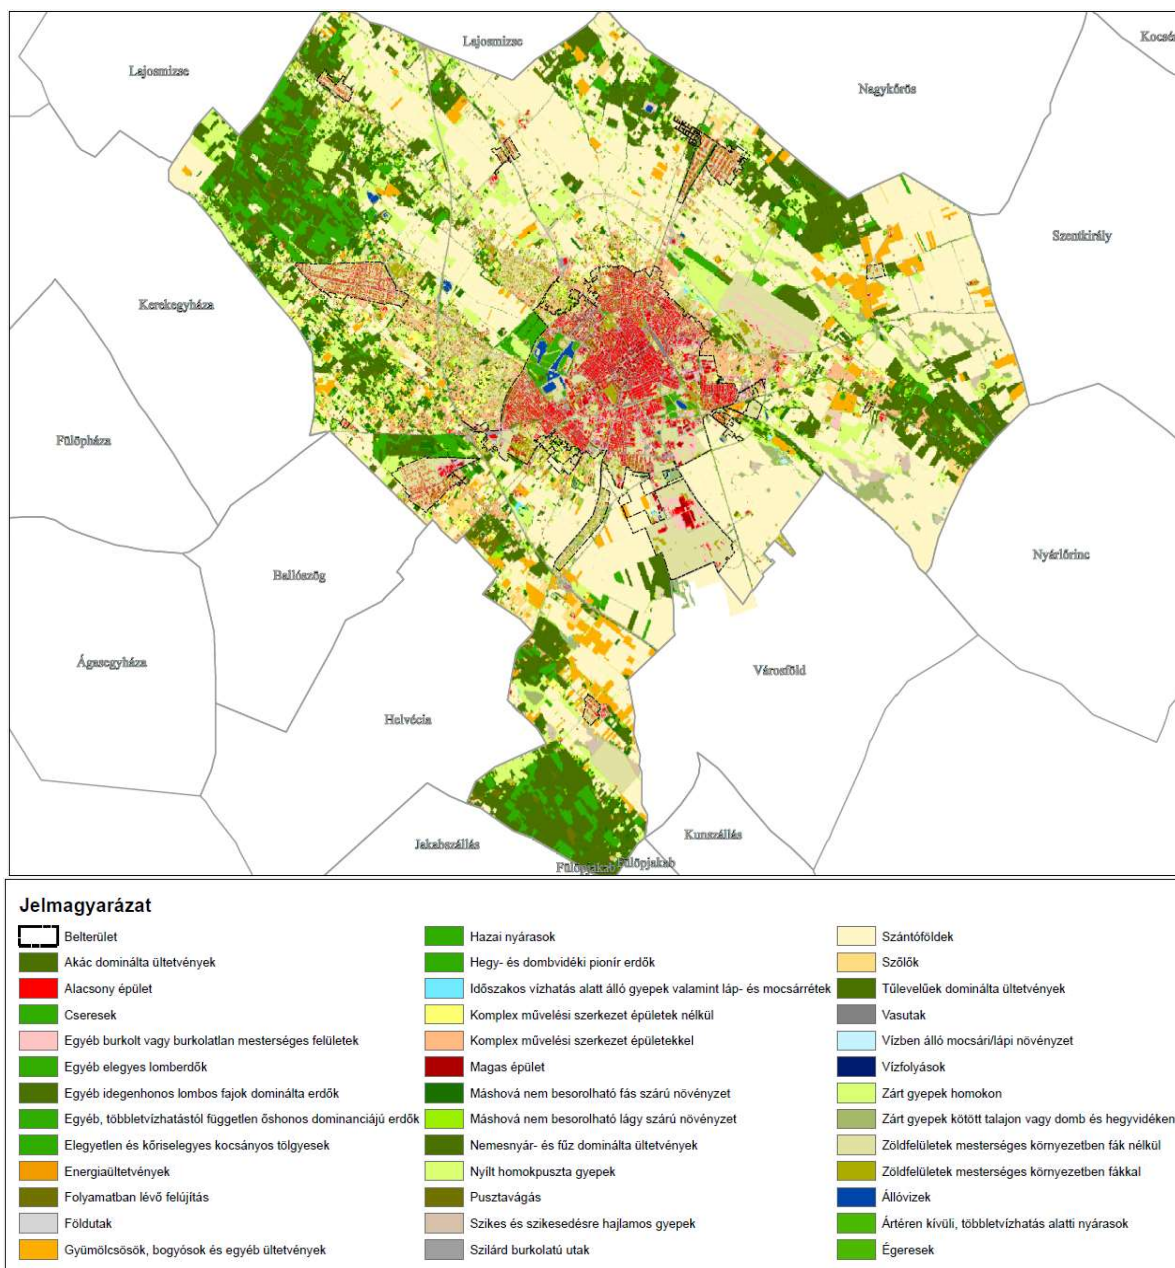 Lajosmizse
Lajosmizse
Nagykőrös
Szentkirály
Kerekegyháza
Fülöpháza
Nyárlőrinc
Ballószög
Ágasegyháza
Városföld
Helvécia
Jakabszállás
Kunszállás
Fülöpjakab
Fülöpjakab
Jelmagyarázat
Belterület
Akác dominálta ültetvények
Alacsony épület
Cseresek
Egyéb burkolt vagy burkolatlan mesterséges felületek
Egyéb elegyes lomberdők
Egyéb idegenhonos lombos fajok dominálta erdők
Egyéb, többletvízhatástól független őshonos dominanciájú erdők
Elegyetlen és kőriselegyes kocsányos tölgyesek
Energiaültetvények
Folyamatban lévő felújítás
Földutak
Gyümölcsösök, bogyósok és egyéb ültetvények
Hazai nyárasok
Hegy- és dombvidéki pionír erdők
Időszakos vízhatás alatt álló gyepek valamint láp- és mocsárrétek
Komplex művelési szerkezet épületek nélkül
Komplex művelési szerkezet épületekkel
Magas épület
Máshová nem besorolható fás szárú növényzet
Máshová nem besorolható lágy szárú növényzet
Nemesnyár- és fűz dominálta ültetvények
Nyílt homokpuszta gyepek
Pusztavágás
Szikes és szikesedésre hajlamos gyepek
Szilárd burkolatú utak
Szántóföldek
Szőlők
Tűlevelűek dominálta ültetvények
Vasutak
Vízben álló mocsári/lápi növényzet
Vízfolyások
Zárt gyepek homokon
Zárt gyepek kötött talajon vagy domb és hegyvidéken
Zöldfelületek mesterséges környezetben fák nélkül
Zöldfelületek mesterséges környezetben fákkal
Állóvizek
Ártéren kívüli, többletvízhatás alatti nyárasok
Égeresek